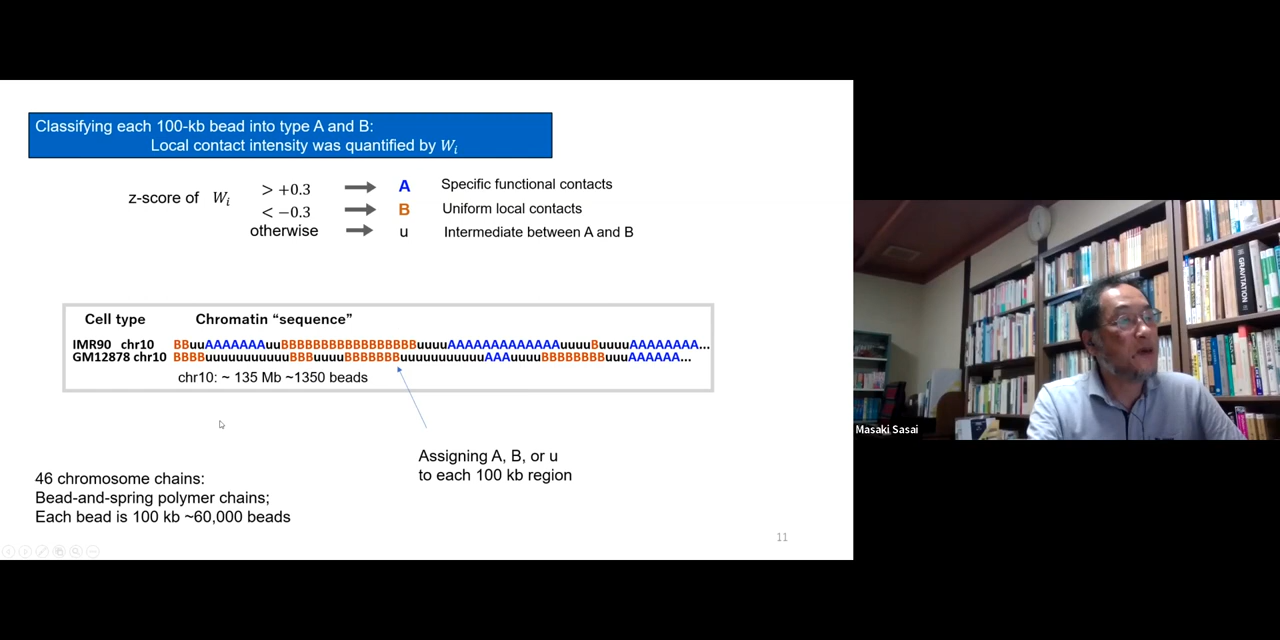 Classifying each 100-kb bead into type A and B:
Local contact intensity was quantified by Wᵢ
z-score of Wᵢ
> +0.3 A Specific functional contacts
< −0.3 B Uniform local contacts
otherwise u Intermediate between A and B
Cell type Chromatin “sequence”
IMR90 chr10 BBuuAAAAAAAuuBBBBBBBBBBBBBBBBBuuuuAAAAAAAAAAAAAAuuuuBuuuuAAAAAAAAA...
GM12878 chr10 BBBBuuuuuuuuuuuBBBuuuuBBBBBBBuuuuuuuuuuuAAAuuuuBBBBBBBBuuuAAAAAA...
chr10: ~ 135 Mb ~1350 beads
Assigning A, B, or u
to each 100 kb region
46 chromosome chains:
Bead-and-spring polymer chains;
Each bead is 100 kb ~60,000 beads
11
GRAVITATION
Masaki Sasai